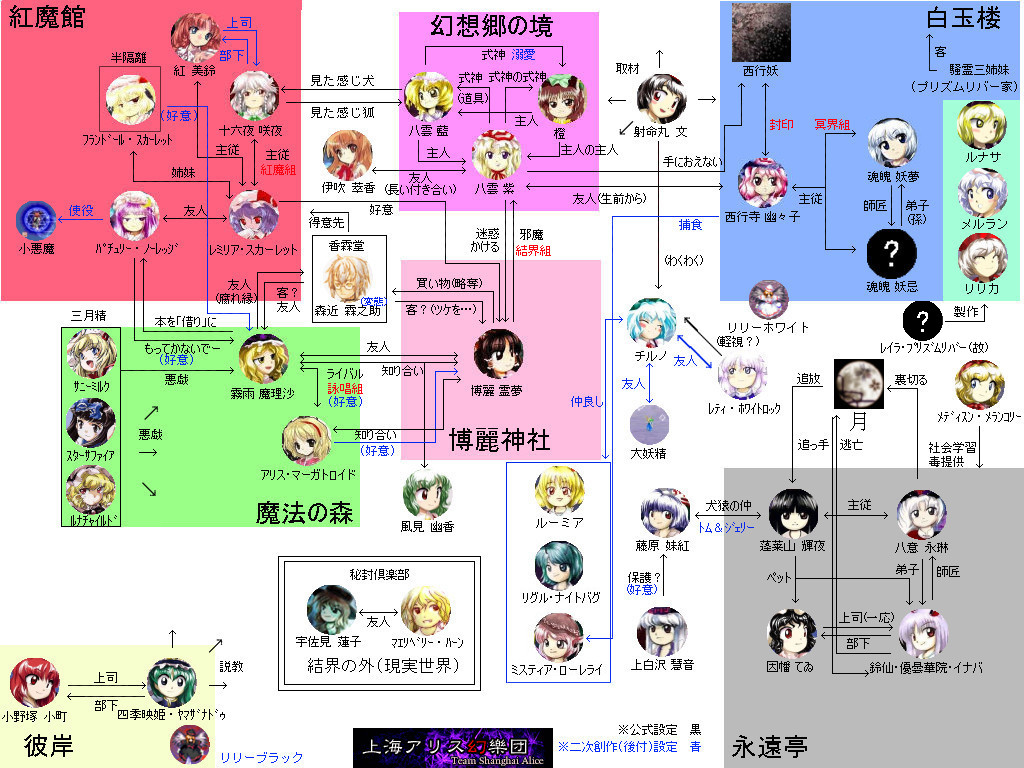 紅魔館
上司
部下
紅 美鈴
半隔離
(好意)
フランドール・スカーレット
十六夜 咲夜
主従
主従
紅魔組
姉妹
使役
小悪魔
友人
パチュリー・ノーレッジ
レミリア・スカーレット
見た感じ犬
見た感じ狐
幻想郷の境
式神 溺愛
式神
(道具)
式神の式神
主人
八雲 藍
橙
主人
主人の主人
伊吹 萃香
友人
(長い付き合い)
八雲 紫
取材
射命丸 文
手におえない
友人(生前から)
(わくわく)
白玉楼
西行妖
客
騒霊三姉妹
(プリズムリバー家)
封印
冥界組
魂魄 妖夢
師匠
弟子
(孫)
主従
西行寺 幽々子
魂魄 妖忌
ルナサ
メルラン
リリカ
製作
レイラ・プリズムリバー(故)
捕食
得意先
好意
香霖堂
(変態)
森近 霖之助
友人
(腐れ縁)
客?
友人
迷惑
かける
邪魔
結界組
買い物(略奪)
客?(ツケを…)
博麗 霊夢
博麗神社
三月精
サニーミルク
スターサファイア
ルナチャイルド
本を「借り」に
もってかないでー
(好意)
悪戯
悪戯
霧雨 魔理沙
友人
知り合い
ライバル
詠唱組
(好意)
知り合い
(好意)
アリス・マーガトロイド
魔法の森
風見 幽香
リリーホワイト
(軽視?)
チルノ
友人
レティ・ホワイトロック
友人
大妖精
仲良し
ルーミア
リグル・ナイトバグ
ミスティア・ローレライ
追放
裏切る
月
追っ手
逃亡
メディスン・メランコリー
社会学習
毒提供
藤原 妹紅
犬猿の仲
トム&ジェリー
保護?
(好意)
上白沢 慧音
蓬莱山 輝夜
主従
八意 永琳
ペット
弟子
師匠
上司(一応)
部下
因幡 てゐ
鈴仙・優曇華院・イナバ
永遠亭
秘封倶楽部
友人
宇佐見 蓮子
マエリベリー・ハーン
結界の外(現実世界)
上司
部下
説教
小野塚 小町
四季映姫・ヤマザナドゥ
彼岸
リリーブラック
上海アリス幻樂団
Team Shanghai Alice
※公式設定 黒
※二次創作(後付)設定 青